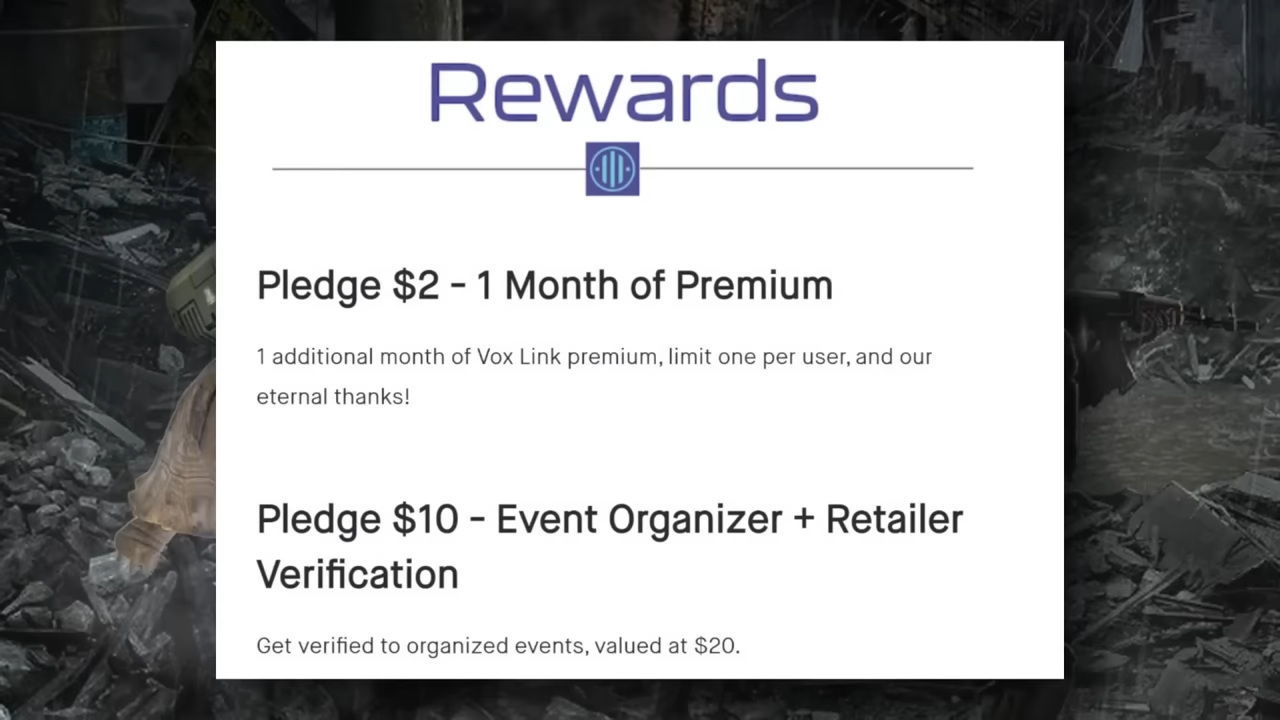 Rewards
Pledge $2 - 1 Month of Premium
1 additional month of Vox Link premium, limit one per user, and our
eternal thanks!
Pledge $10 - Event Organizer + Retailer
Verification
Get verified to organized events, valued at $20.